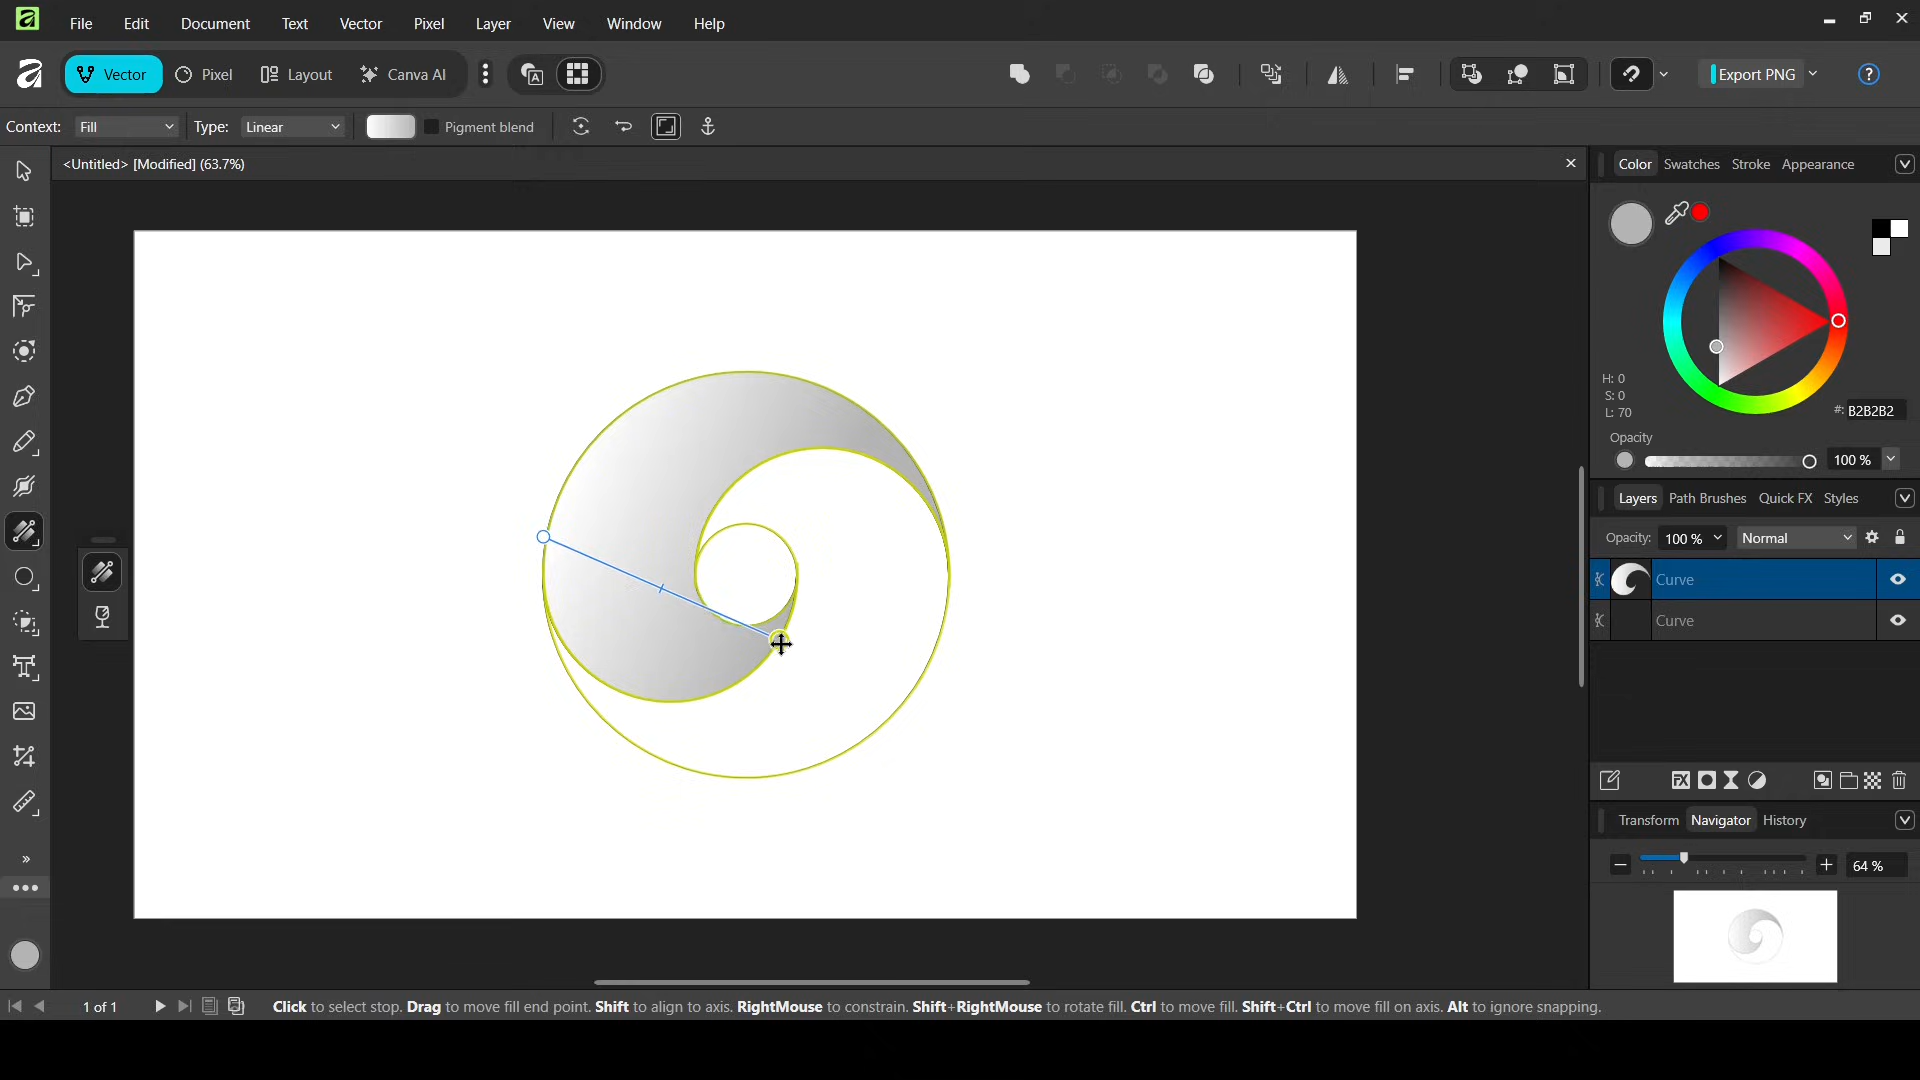 File Edit Document Text Vector Pixel Layer View Window Help
Vector Pixel Layout Canva AI Export PNG ?
Context: Fill Type: Linear Pigment blend
<Untitled> [Modified] (63.7%)
Color Swatches Stroke Appearance
H: 0
S: 0
L: 70
#: B2B2B2
Opacity
100 %
Layers Path Brushes Quick FX Styles
Opacity: 100 % Normal
Curve
Curve
FX
Transform Navigator History
64 %
1 of 1 Click to select stop. Drag to move fill end point. Shift to align to axis. RightMouse to constrain. Shift+RightMouse to rotate fill. Ctrl to move fill. Shift+Ctrl to move fill on axis. Alt to ignore snapping.